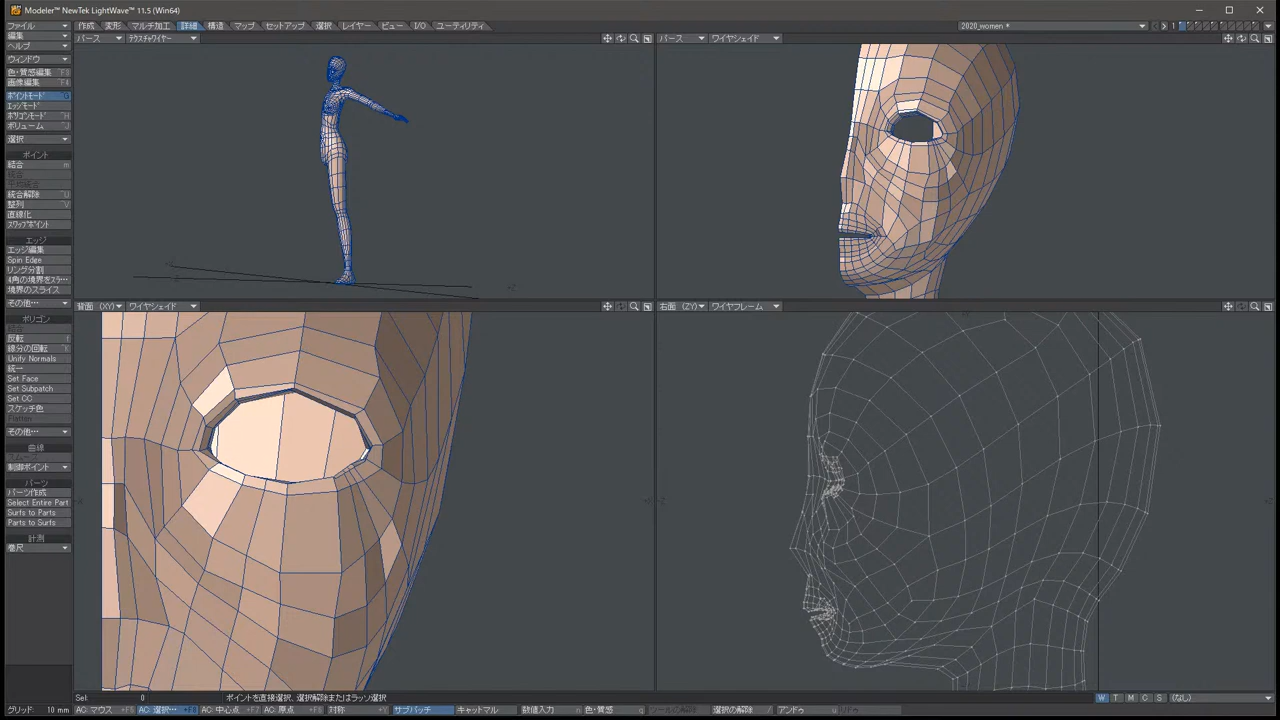 Modeler™ NewTek LightWave™ 11.5 (Win64)
ファイル 作成 変形 マルチ加工 詳細 構造 マップ セットアップ 選択 レイヤー ビュー I/O ユーティリティ 2020_women * 1
編集
ヘルプ
ウィンドウ
色・質感編集 ^F3
画像編集 ^F4
ポイントモード ^G
エッジモード
ポリゴンモード ^H
ボリューム ^J
選択
ポイント
結合 m
統合解除 ^U
整列 ^V
直線化
スワップポイント
エッジ
エッジ編集
Spin Edge
リング分割
4角の境界をスラ…
境界のスライス
その他…
ポリゴン
反転 f
線分の回転 ^K
Unify Normals
統一
Set Face
Set Subpatch
Set CC
スケッチ色
その他…
曲線
制御ポイント
パーツ
パーツ作成
Select Entire Part
Surfs to Parts
Parts to Surfs
計測
巻尺
パース テクスチャワイヤー
パース ワイヤシェイド
背面 (XY) ワイヤシェイド
右面 (ZY) ワイヤフレーム
Sel: 0 ポイントを直接選択、選択解除またはラッソ選択 W T M C S (なし)
グリッド: 10 mm AC: マウス ^F5 AC: 選択… ^F6 AC: 中心点 ^F7 AC: 原点 ^F8 対称 ^Y サブパッチ キャットマル 数値入力 n 色・質感 q 選択の解除 / アンドゥ u